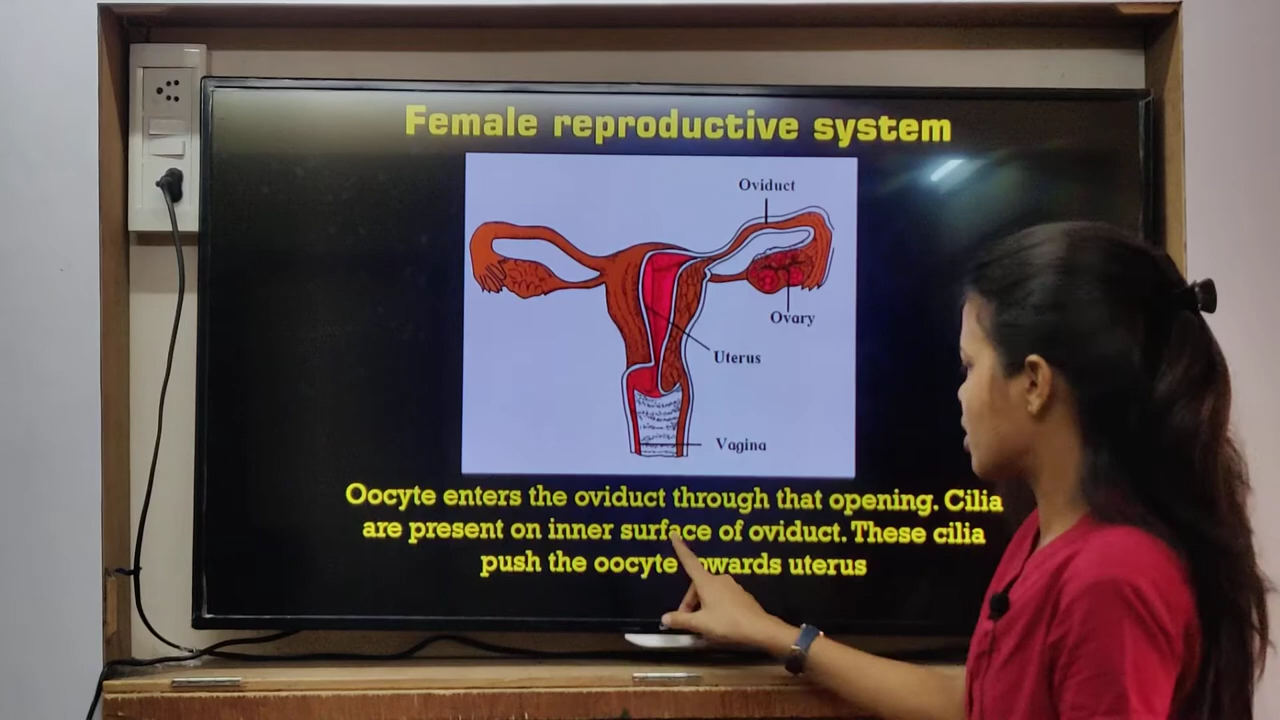 Female reproductive system
Oviduct
Ovary
Uterus
Vagina
Oocyte enters the oviduct through that opening. Cilia
are present on inner surface of oviduct. These cilia
push the oocyte towards uterus